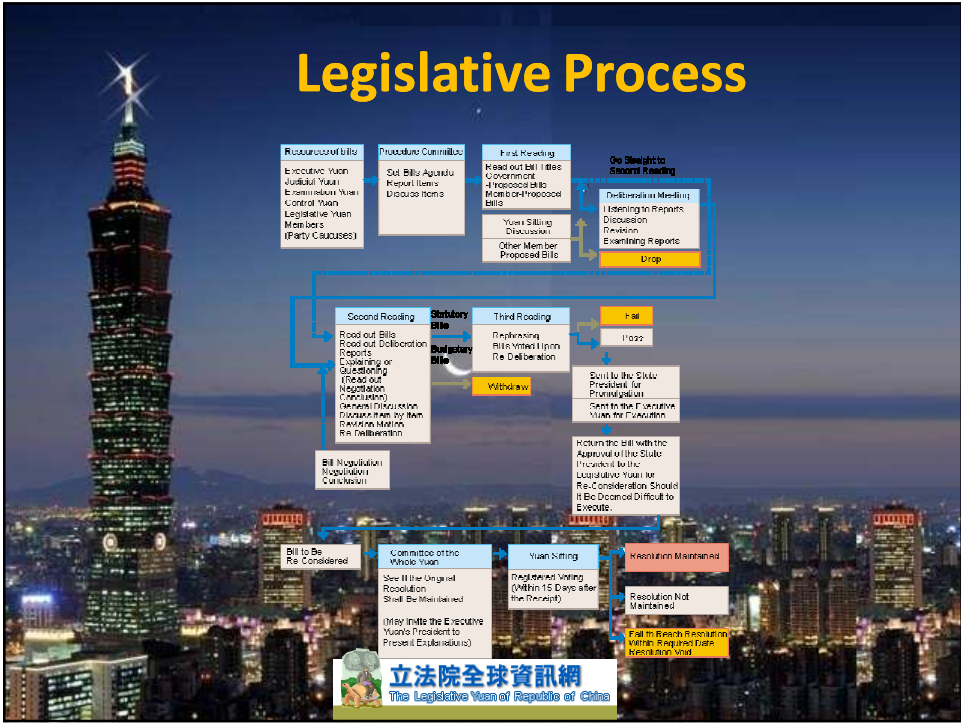 Legislative Process
Resources of bills
Executive Yuan
Judicial Yuan
Examination Yuan
Control Yuan
Legislative Yuan
Members
(Party Caucuses)
Procedure Committee
Set Bills Agenda
Report Items
Discuss Items
First Reading
Read out Bill Titles
Government
-Proposed Bills
Member-Proposed
Bills
Yuan Sitting
Discussion
Other Member
Proposed Bills
Go Straight to
Second Reading
Deliberation Meeting
Listening to Reports
Discussion
Revision
Examining Reports
Drop
Second Reading
Read out Bills
Read out Deliberation
Reports
Explaining or
Questioning
(Read out
Negotiation
Conclusion)
General Discussion
Discuss Item by Item
Revision Motion
Re Deliberation
Statutory
Bills
Budgetary
Bills
Third Reading
Rephrasing
Bills Voted Upon
Re Deliberation
Withdraw
Fail
Pass
Sent to the State
President for
Promulgation
Sent to the Executive
Yuan for Execution
Bill Negotiation
Negotiation
Conclusion
Return the Bill with the
Approval of the State
President to the
Legislative Yuan for
Re-Consideration Should
It Be Deemed Difficult to
Execute.
Bill to Be
Re Considered
Committee of the
Whole Yuan
See If the Original
Resolution
Shall Be Maintained
(May Invite the Executive
Yuan's President to
Present Explanations)
Yuan Sitting
Registered Voting
(Within 15 Days after
the Receipt)
Resolution Maintained
Resolution Not
Maintained
Fail th Reach Resolution
Within Required Date
Resolution Void
立法院全球資訊網
The Legislative Yuan of Republic of China